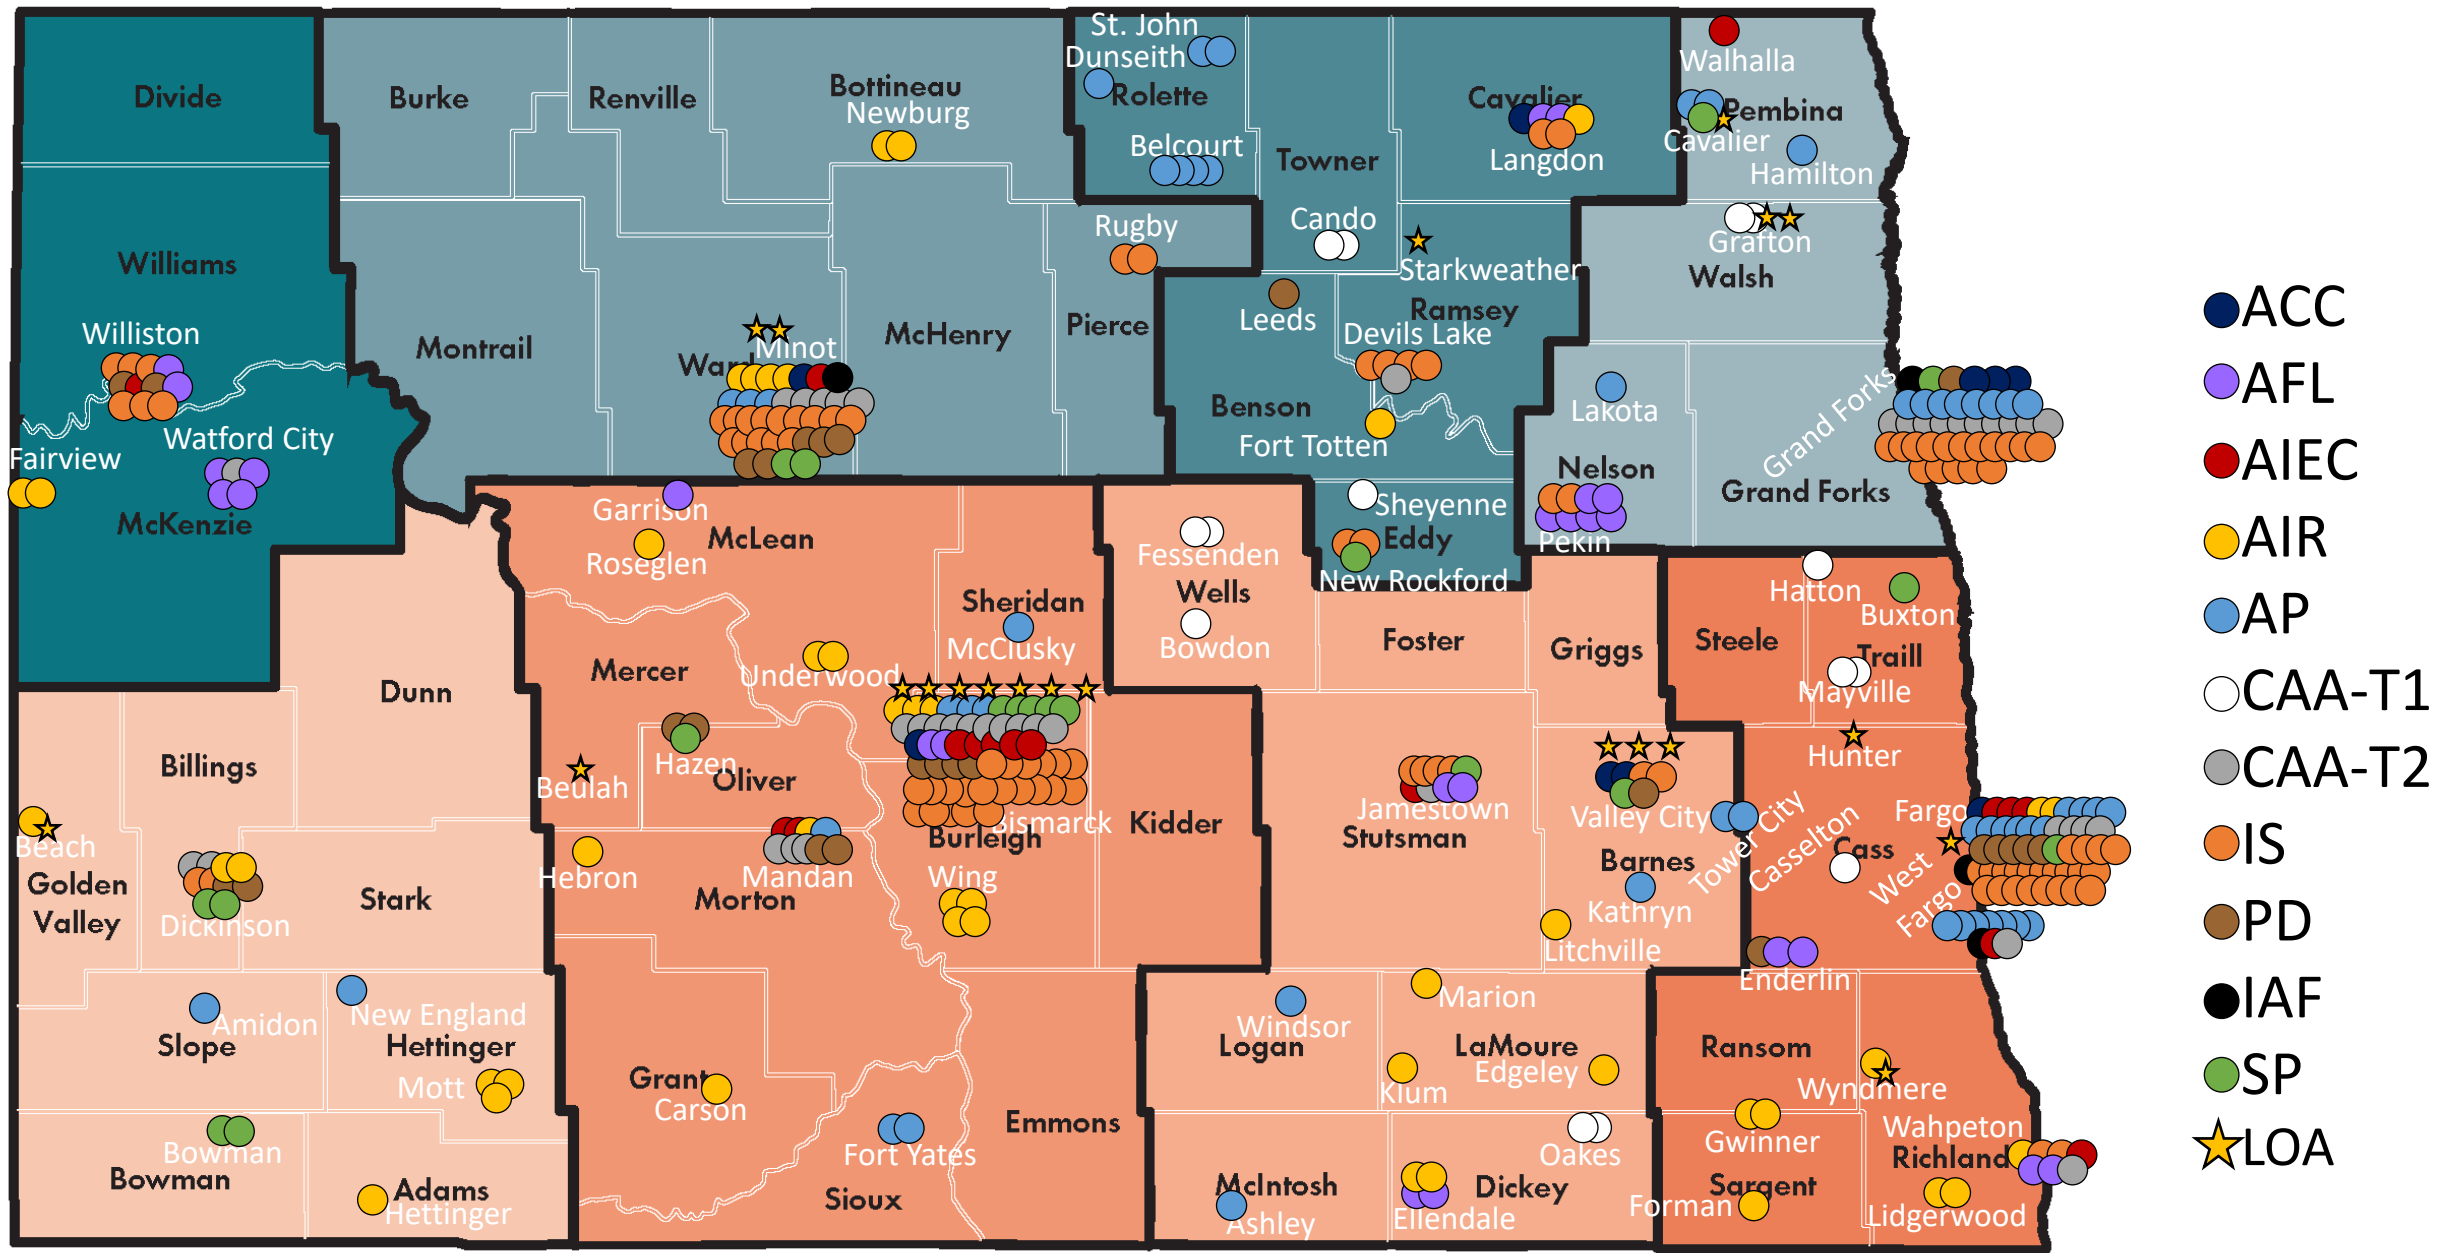 St. John
Dunseith
Walhalla
Divide
Burke
Renville
Bottineau
Newburg
Rolette
Cavalier
Pembina
Belcourt
Towner
Langdon
Cavalier
Hamilton
Rugby
Cando
Grafton
Williams
Starkweather
Walsh
ACC
Leeds
Ramsey
Williston
Montrail
Ward
Minot
McHenry
Pierce
Devils Lake
AFL
Benson
Lakota
Grand Forks
Watford City
Fort Totten
Fairview
Nelson
AIEC
Grand Forks
McKenzie
Garrison
Sheyenne
McLean
Eddy
Pekin
AIR
Roseglen
Fessenden
New Rockford
Hatton
Wells
Sheridan
Buxton
AP
McClusky
Bowdon
Foster
Griggs
Steele
Traill
Dunn
Mercer
Underwood
Mayville
CAA-T1
Billings
Hazen
Oliver
Hunter
CAA-T2
Beulah
Jamestown
Valley City
Tower City
Fargo
Beach
Bismarck
Burleigh
Kidder
Stutsman
Casselton
Cass
IS
Golden
Valley
Hebron
Mandan
Wing
Barnes
West
Fargo
Stark
Morton
Kathryn
Dickinson
Litchville
PD
Enderlin
Amidon
New England
Marion
IAF
Slope
Hettinger
Windsor
Logan
LaMoure
Ransom
Mott
Grant
Carson
Klum
Edgeley
Wyndmere
SP
Emmons
Gwinner
Wahpeton
Bowman
Fort Yates
Oakes
Richland
LOA
Bowman
Adams
Hettinger
Sioux
McIntosh
Ashley
Dickey
Ellendale
Sargent
Forman
Lidgerwood